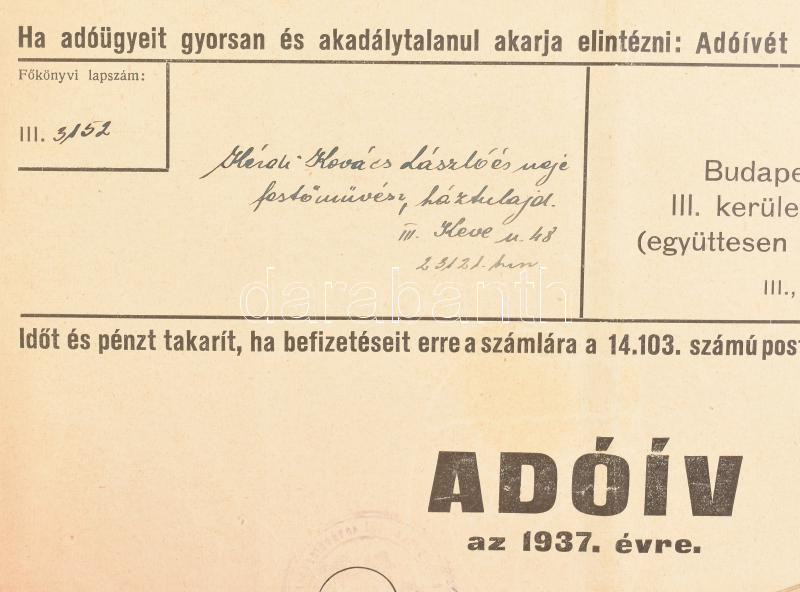 Ha adóügyeit gyorsan és akadálytalanul akarja elintézni: Adóívét
Főkönyvi lapszám:
III. 3152
Kovács László és neje
festőművész, háztulajd.
III. Keve u. 48
Budape
III. kerüle
(együttesen
III.,
darabanth
Időt és pénzt takarít, ha befizetéseit erre a számlára a 14.103. számú post
ADÓÍV
az 1937. évre.